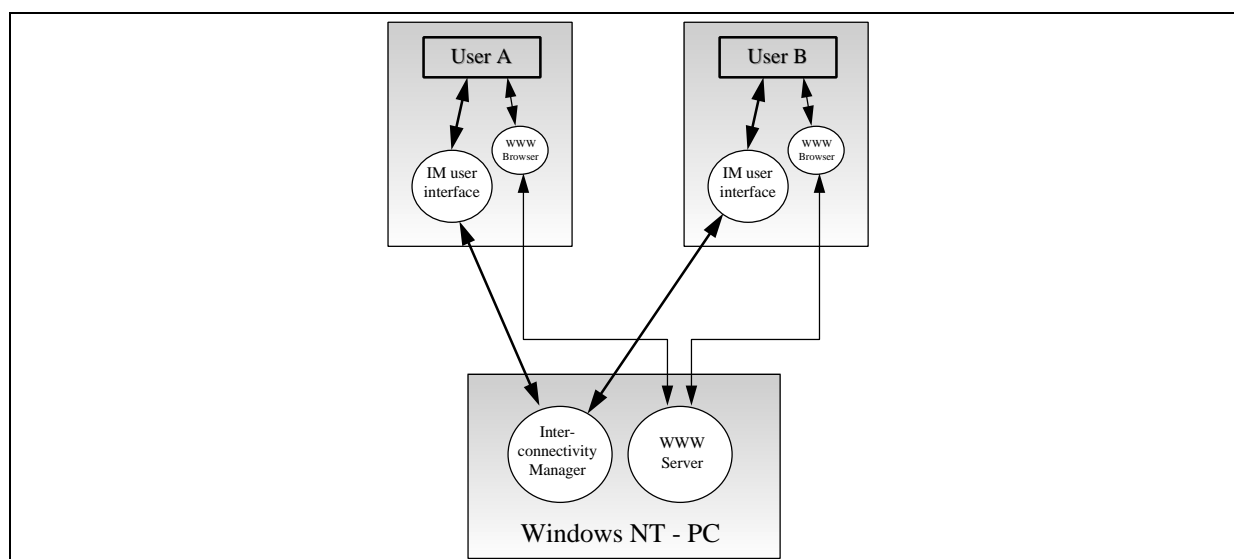 User A
User B
WWW
Browser
IM user
interface
WWW
Browser
IM user
interface
Inter-
connectivity
Manager
WWW
Server
Windows NT - PC